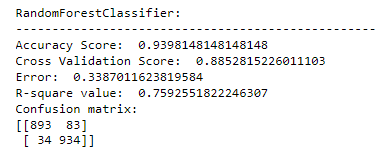 RandomForestClassifier:
--------------------------------------------------
Accuracy Score:  0.9398148148148148
Cross Validation Score:  0.8852815226011103
Error:  0.3387011623819584
R-square value:  0.7592551822246307
Confusion matrix:
[[893  83]
 [ 34 934]]